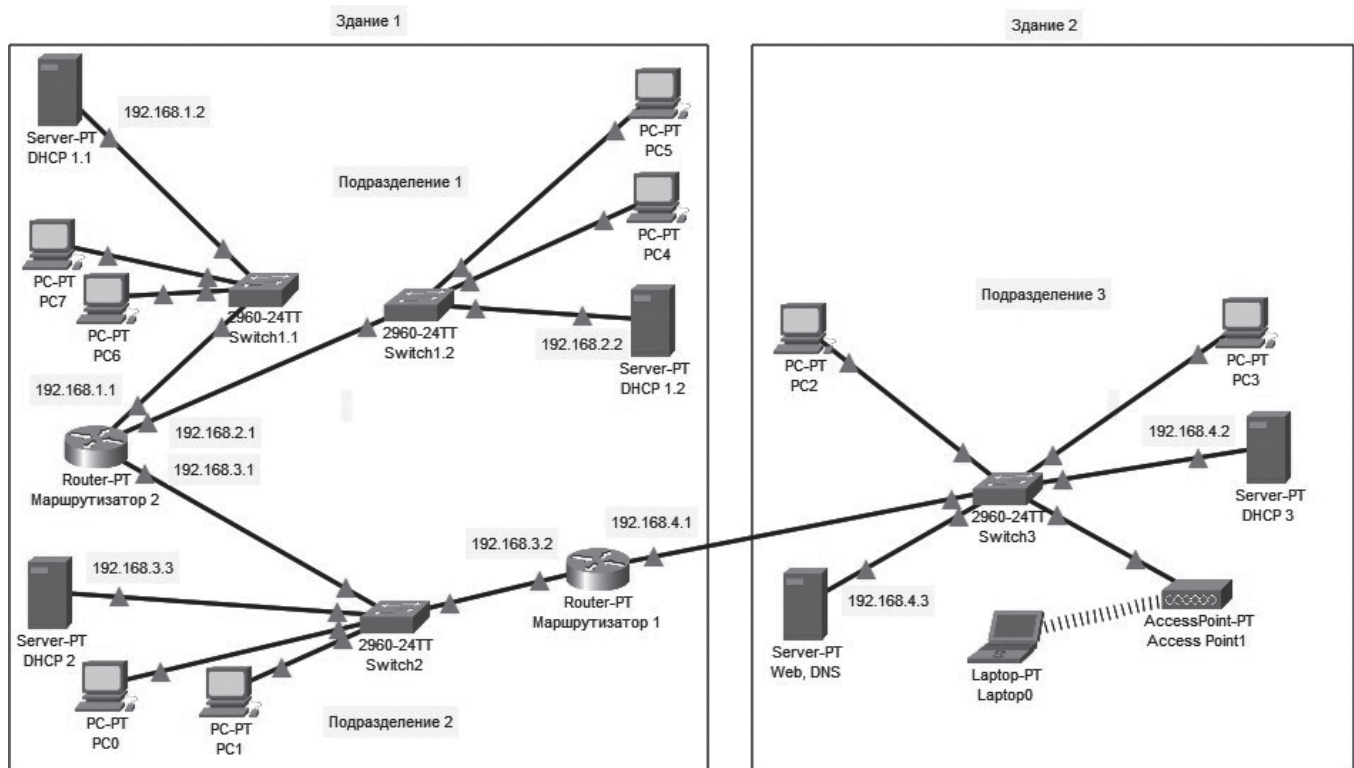 Здание 1
Здание 2
192.168.1.2
Server-PT
DHCP 1.1
PC-PT
PC5
Подразделение 1
PC-PT
PC4
PC-PT
PC7
PC-PT
PC6
2960-24TT
Switch1.1
2960-24TT
Switch1.2
192.168.2.2
Server-PT
DHCP 1.2
192.168.1.1
192.168.2.1
192.168.3.1
Router-PT
Маршрутизатор 2
192.168.3.3
Server-PT
DHCP 2
PC-PT
PC0
PC-PT
PC1
2960-24TT
Switch2
Подразделение 2
192.168.3.2
192.168.4.1
Router-PT
Маршрутизатор 1
Подразделение 3
PC-PT
PC2
PC-PT
PC3
192.168.4.2
Server-PT
DHCP 3
2960-24TT
Switch3
192.168.4.3
Server-PT
Web, DNS
Laptop-PT
Laptop0
AccessPoint-PT
Access Point1